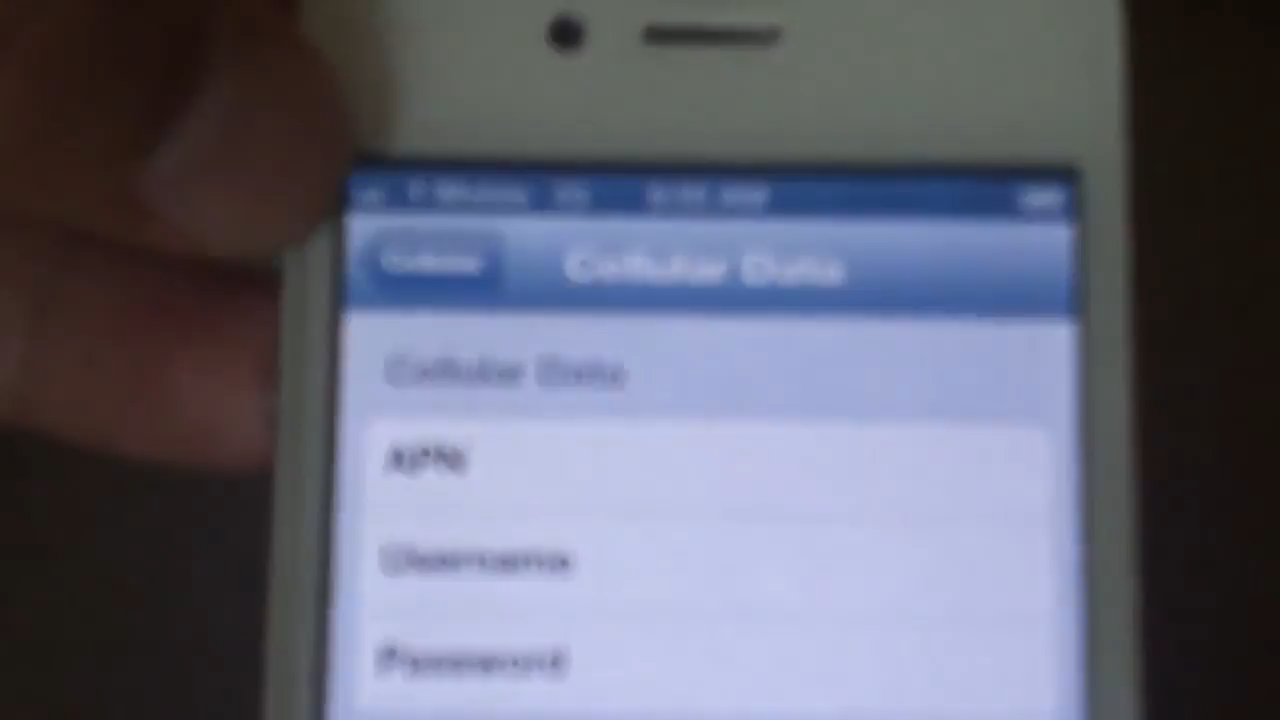 Cellular Data
Cellular Data
APN
Username
Password